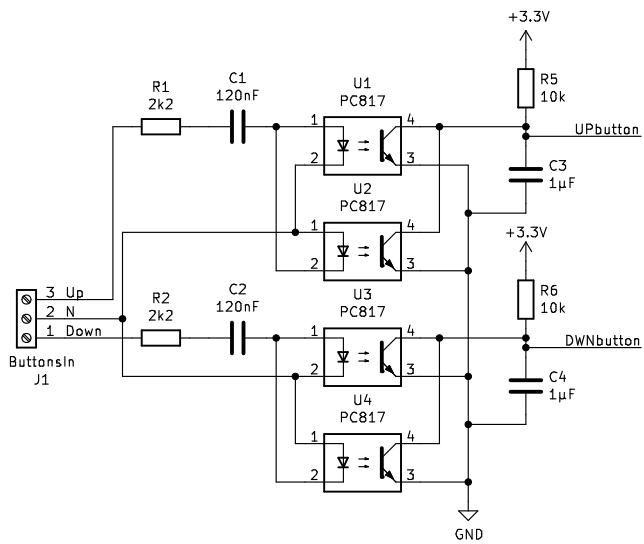 +3.3V
R5
10k
R1
2k2
C1
120nF
U1
PC817
1
2
4
3
UPbutton
C3
1µF
U2
PC817
1
2
4
3
+3.3V
R6
10k
3 Up
2 N
1 Down
ButtonsIn
J1
R2
2k2
C2
120nF
U3
PC817
1
2
4
3
DWNbutton
C4
1µF
U4
PC817
1
2
4
3
GND